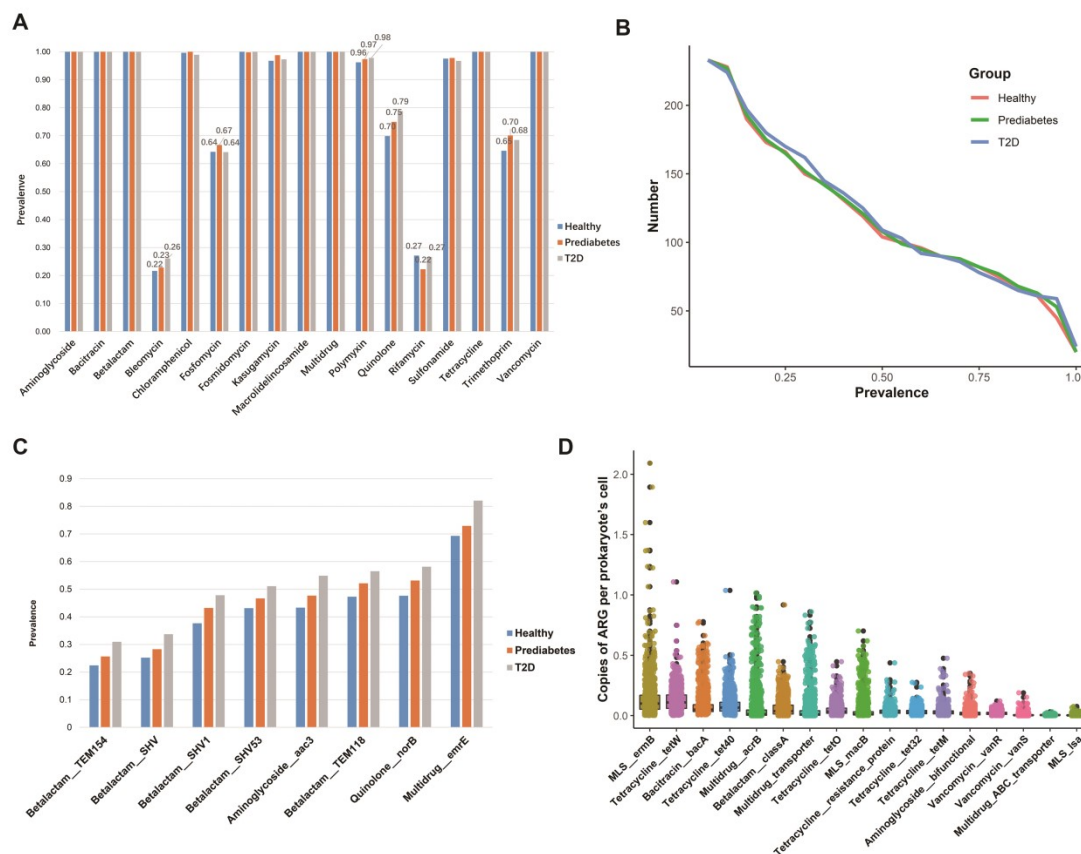 A
1.00
0.90
0.80
0.70
0.60
0.50
0.40
0.30
0.20
0.10
0.00
Prevalenve
0.22
0.23
0.26
0.64
0.67
0.64
0.96
0.97
0.98
0.70
0.75
0.79
0.27
0.22
0.27
0.65
0.70
0.68
Healthy
Prediabetes
T2D
Aminoglycoside
Bacitracin
Betalactam
Bleomycin
Chloramphenicol
Fosfomycin
Fosmidomycin
Kasugamycin
Macrolidelincosamide
Multidrug
Polymyxin
Quinolone
Rifamycin
Sulfonamide
Tetracycline
Trimethoprim
Vancomycin
B
Number
200
150
100
50
0.25
0.50
0.75
1.0
Prevalence
Group
Healthy
Prediabetes
T2D
C
0.9
0.8
0.7
0.6
0.5
0.4
0.3
0.2
0.1
0
Prevalence
Healthy
Prediabetes
T2D
Betalactam__TEM154
Betalactam__SHV
Betalactam__SHV1
Betalactam__SHV53
Aminoglycoside_aac3
Betalactam__TEM118
Quinolone__norB
Multidrug__emrE
D
Copies of ARG per prokaryote's cell
2.0
1.5
1.0
0.5
0.0
MLS__ermB
Tetracycline__tetW
Bacitracin__bacA
Tetracycline__tet40
Multidrug__acrB
Betalactam__classA
Multidrug__transporter
Tetracycline__tetO
MLS__macB
Tetracycline__resistance_protein
Tetracycline__tet32
Tetracycline__tetM
Aminoglycoside__bifunctional
Vancomycin__vanR
Vancomycin__vanS
Multidrug__ABC_transporter
MLS__lsa